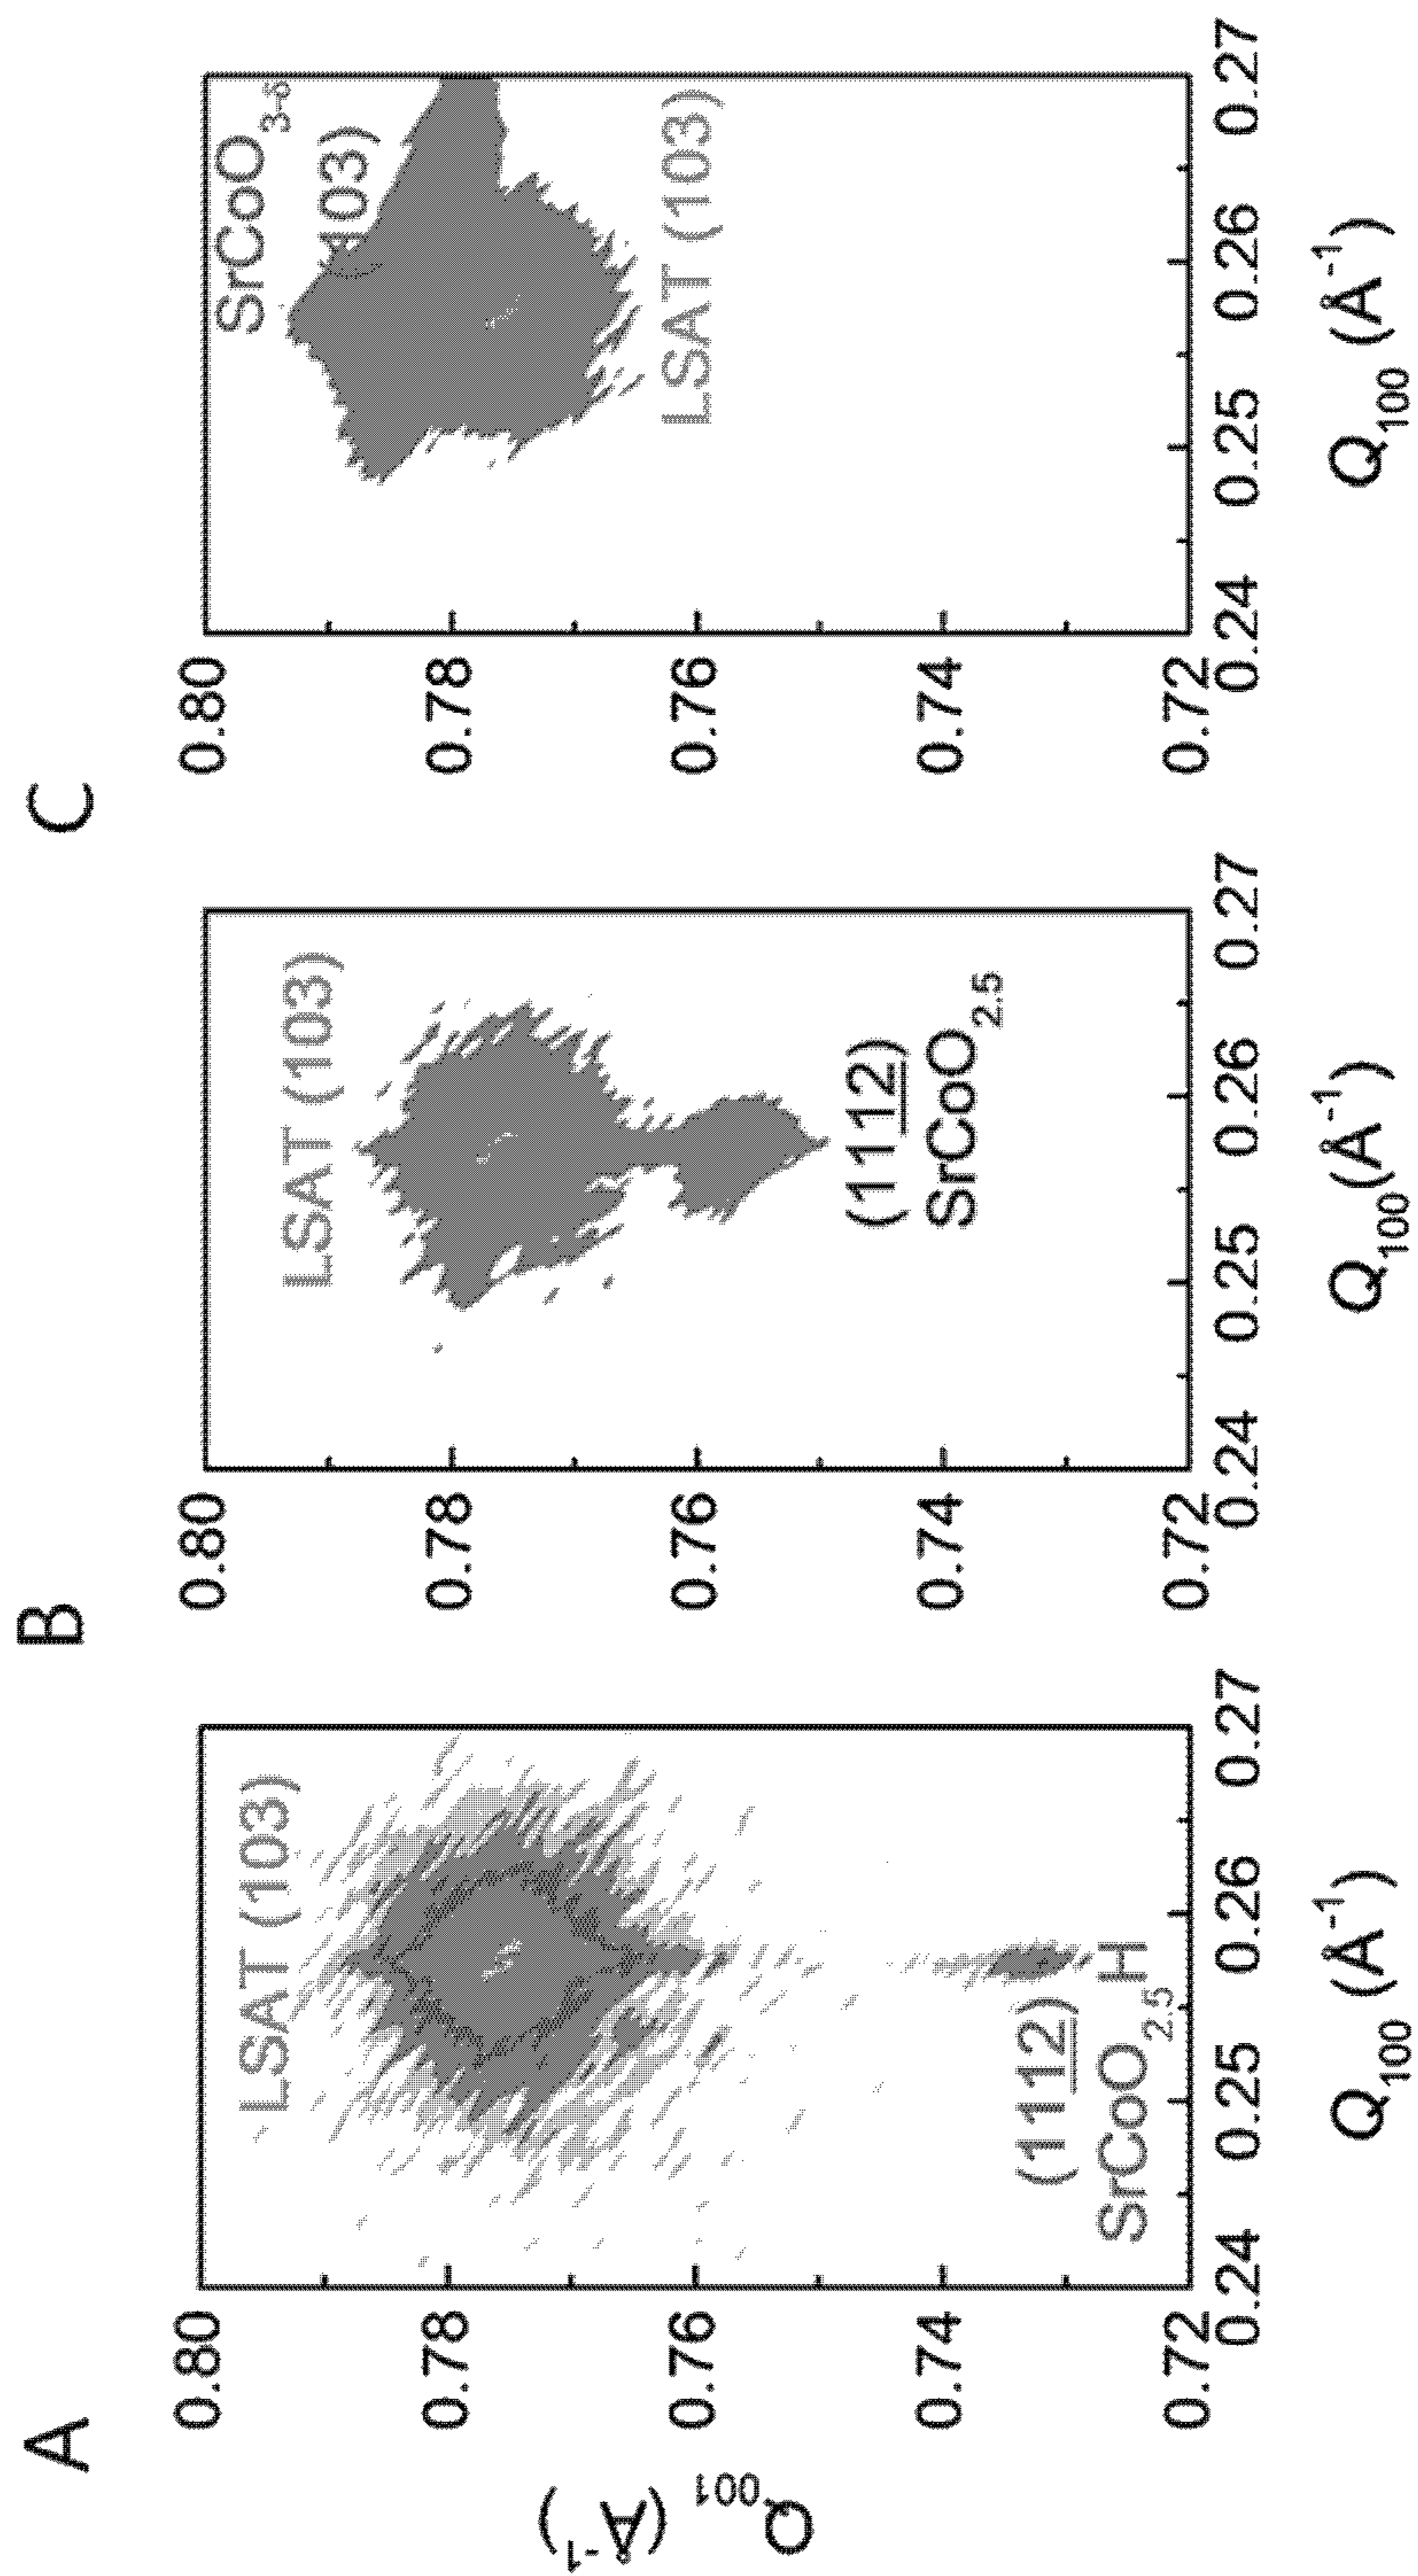 A
Q001 (Å-1)
0.80
0.78
0.76
0.74
0.72
LSAT (103)
(1112)
SrCoO2.5H
0.24
0.25
0.26
0.27
Q100 (Å-1)
B
0.80
0.78
0.76
0.74
0.72
LSAT (103)
(1112)
SrCoO2.5
0.24
0.25
0.26
0.27
Q100(Å-1)
C
0.80
0.78
0.76
0.74
0.72
SrCoO3-δ
103)
LSAT (103)
0.24
0.25
0.26
0.27
Q100 (Å-1)